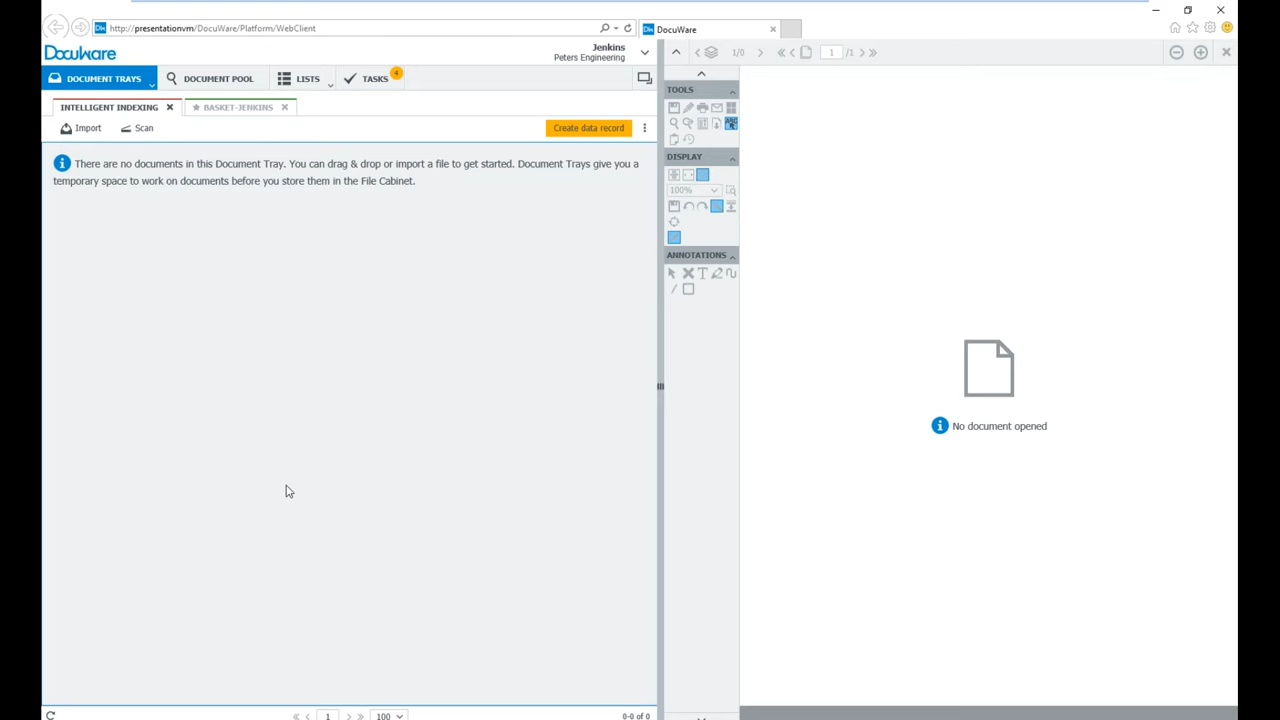 http://presentationvm/DocuWare/Platform/WebClient
DocuWare
DocuWare
Jenkins
Peters Engineering
1/0
1
/1
DOCUMENT TRAYS
DOCUMENT POOL
LISTS
TASKS
4
TOOLS
INTELLIGENT INDEXING
BASKET-JENKINS
Import
Scan
Create data record
ABC
There are no documents in this Document Tray. You can drag & drop or import a file to get started. Document Trays give you a
temporary space to work on documents before you store them in the File Cabinet.
DISPLAY
100%
ANNOTATIONS
No document opened
1
100
0-0 of 0